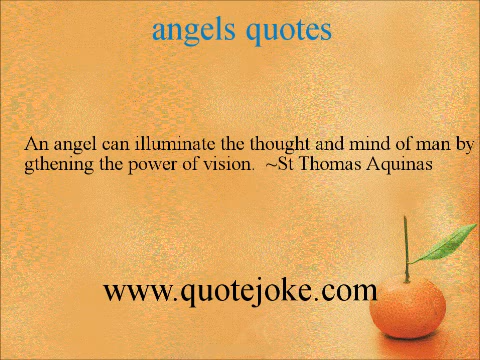 angels quotes
An angel can illuminate the thought and mind of man by
gthening the power of vision.  ~St Thomas Aquinas
www.quotejoke.com